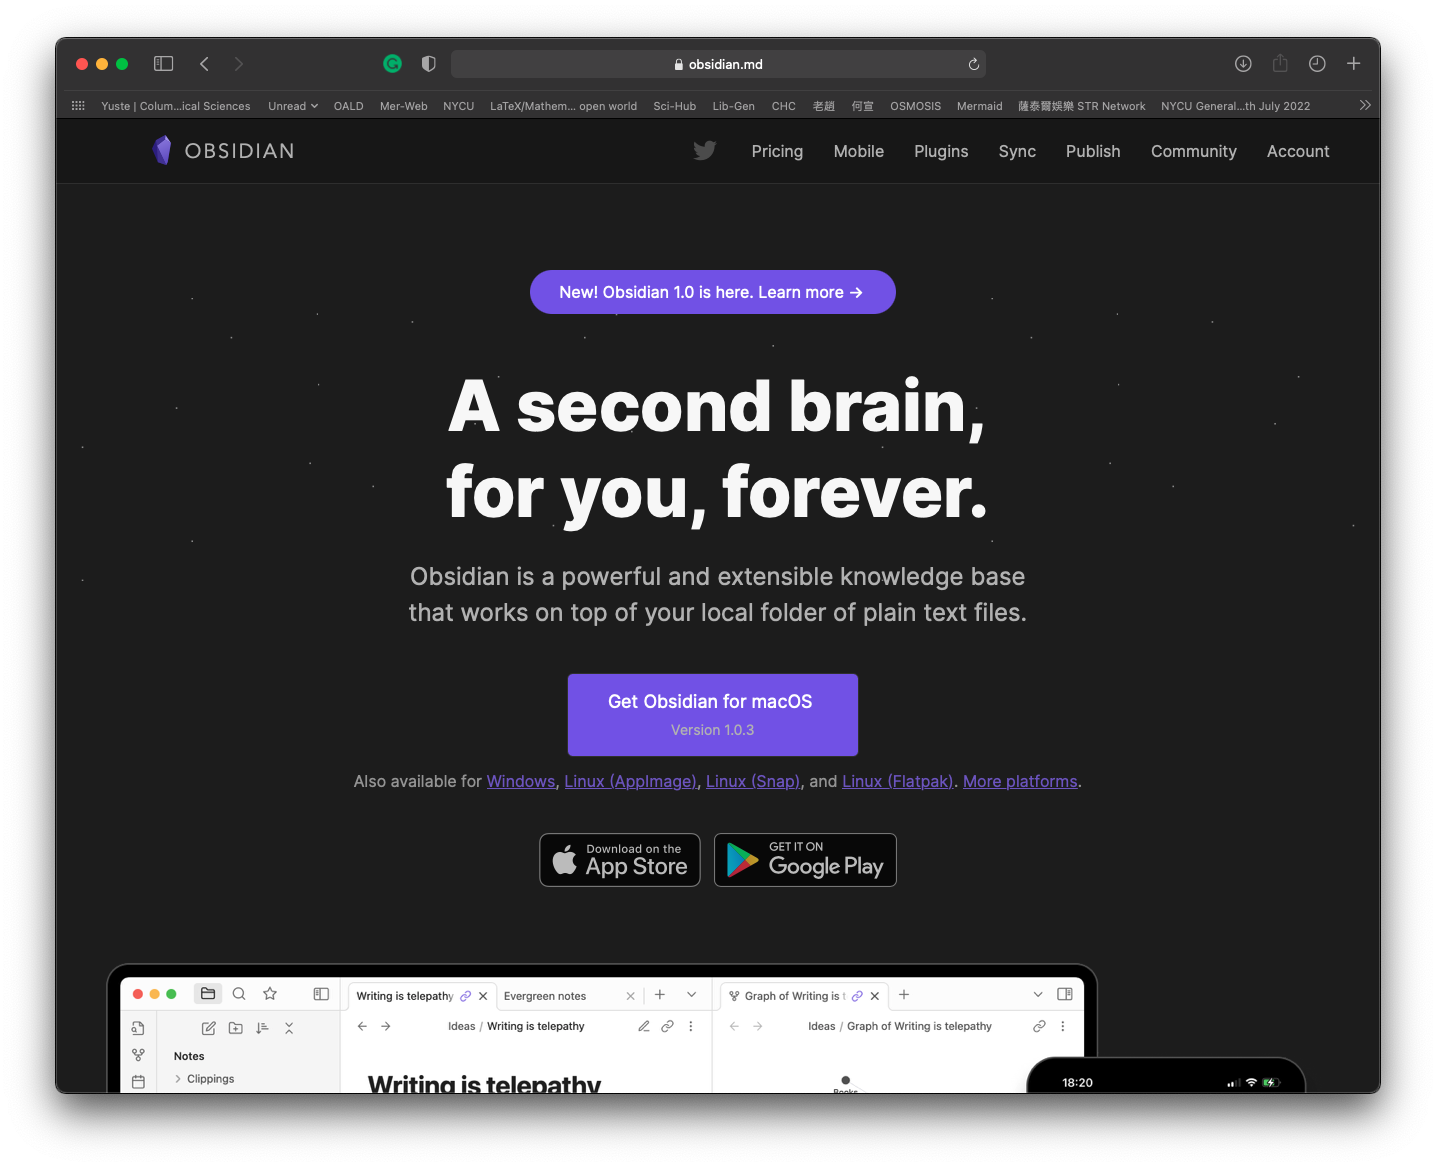 obsidian.md
Yuste | Colum...ical Sciences Unread OALD Mer-Web NYCU LaTeX/Mathem... open world Sci-Hub Lib-Gen CHC 老趙 何宣 OSMOSIS Mermaid 薩泰爾娛樂 STR Network NYCU General...th July 2022
OBSIDIAN Pricing Mobile Plugins Sync Publish Community Account
New! Obsidian 1.0 is here. Learn more →
A second brain,
for you, forever.
Obsidian is a powerful and extensible knowledge base
that works on top of your local folder of plain text files.
Get Obsidian for macOS
Version 1.0.3
Also available for Windows, Linux (AppImage), Linux (Snap), and Linux (Flatpak). More platforms.
Download on the
App Store
GET IT ON
Google Play
Writing is telepathy Evergreen notes Graph of Writing is t
Ideas / Writing is telepathy Ideas / Graph of Writing is telepathy
Notes
Clippings
Writing is telepathy
Books
18:20